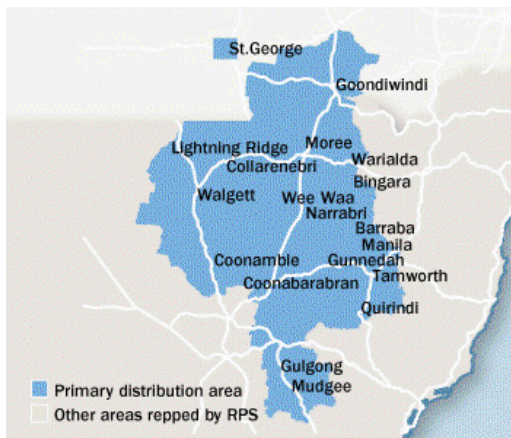 St.George
Goondiwindi
Lightning Ridge
Moree
Collarenebri
Warialda
Bingara
Walgett
Wee Waa
Narrabri
Barraba
Manila
Coonamble
Gunnedah
Coonabarabran
Tamworth
Quirindi
Gulgong
Mudgee
Primary distribution area
Other areas repped by RPS